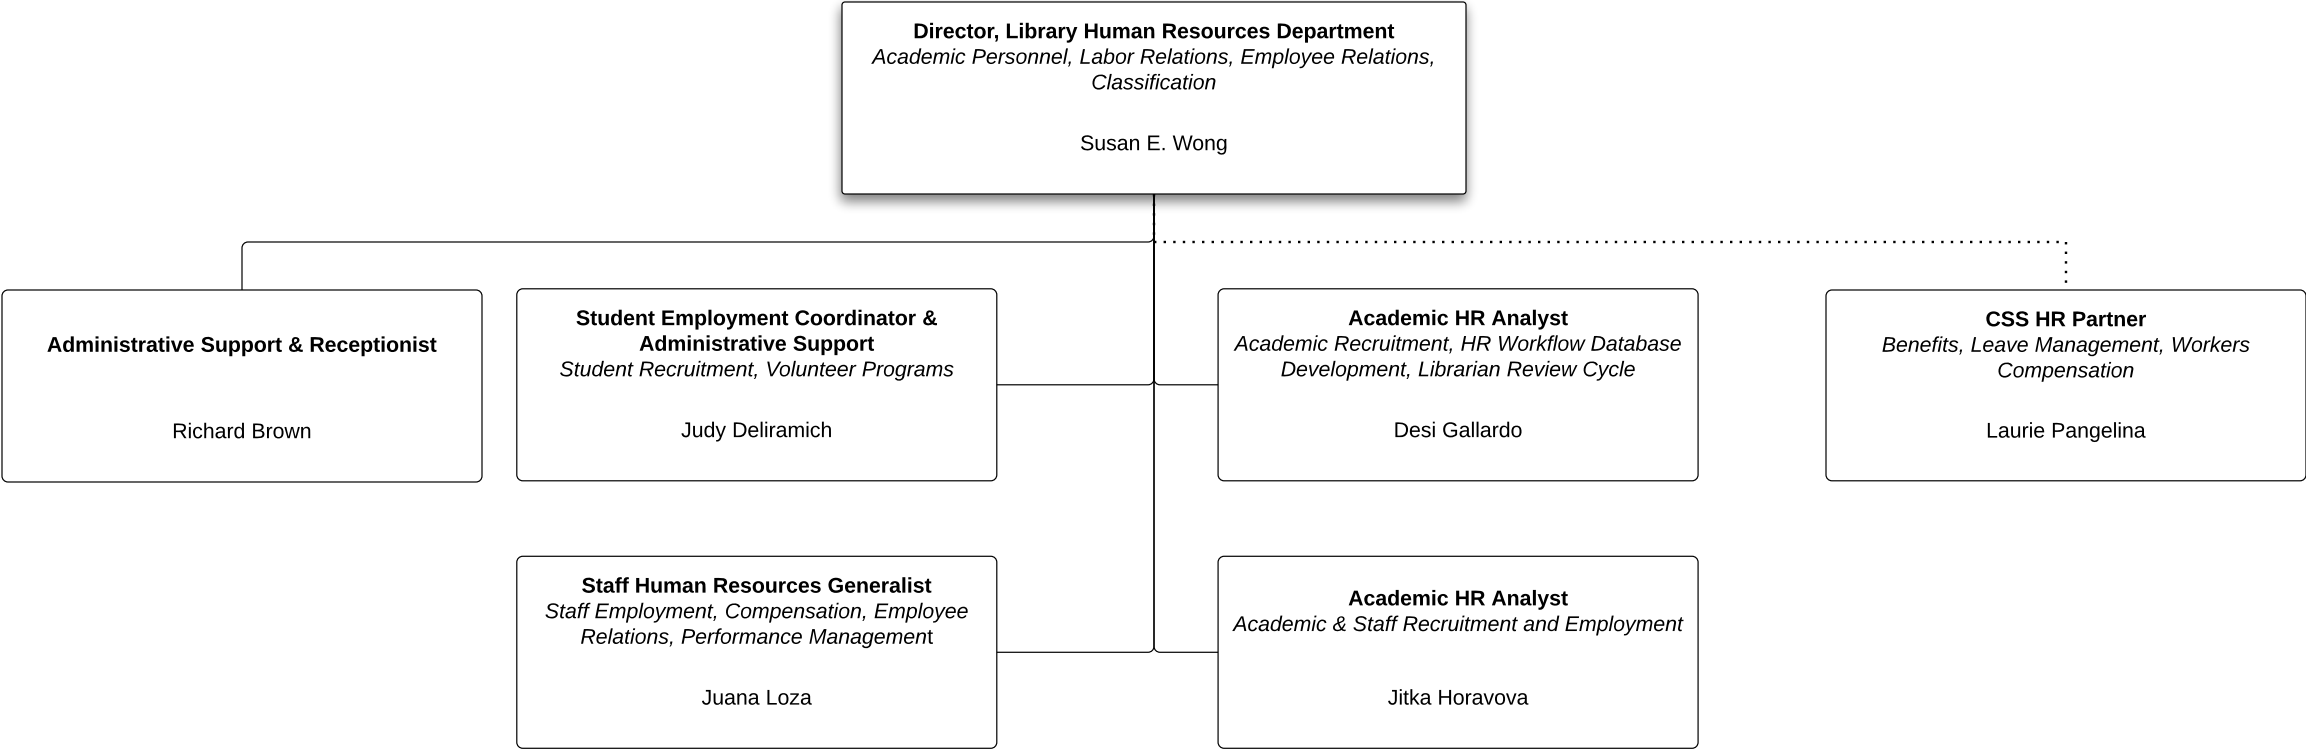 Director, Library Human Resources Department
Academic Personnel, Labor Relations, Employee Relations,
Classification
Susan E. Wong
Administrative Support & Receptionist
Richard Brown
Student Employment Coordinator &
Administrative Support
Student Recruitment, Volunteer Programs
Judy Deliramich
Academic HR Analyst
Academic Recruitment, HR Workflow Database
Development, Librarian Review Cycle
Desi Gallardo
CSS HR Partner
Benefits, Leave Management, Workers
Compensation
Laurie Pangelina
Staff Human Resources Generalist
Staff Employment, Compensation, Employee
Relations, Performance Management
Juana Loza
Academic HR Analyst
Academic & Staff Recruitment and Employment
Jitka Horavova